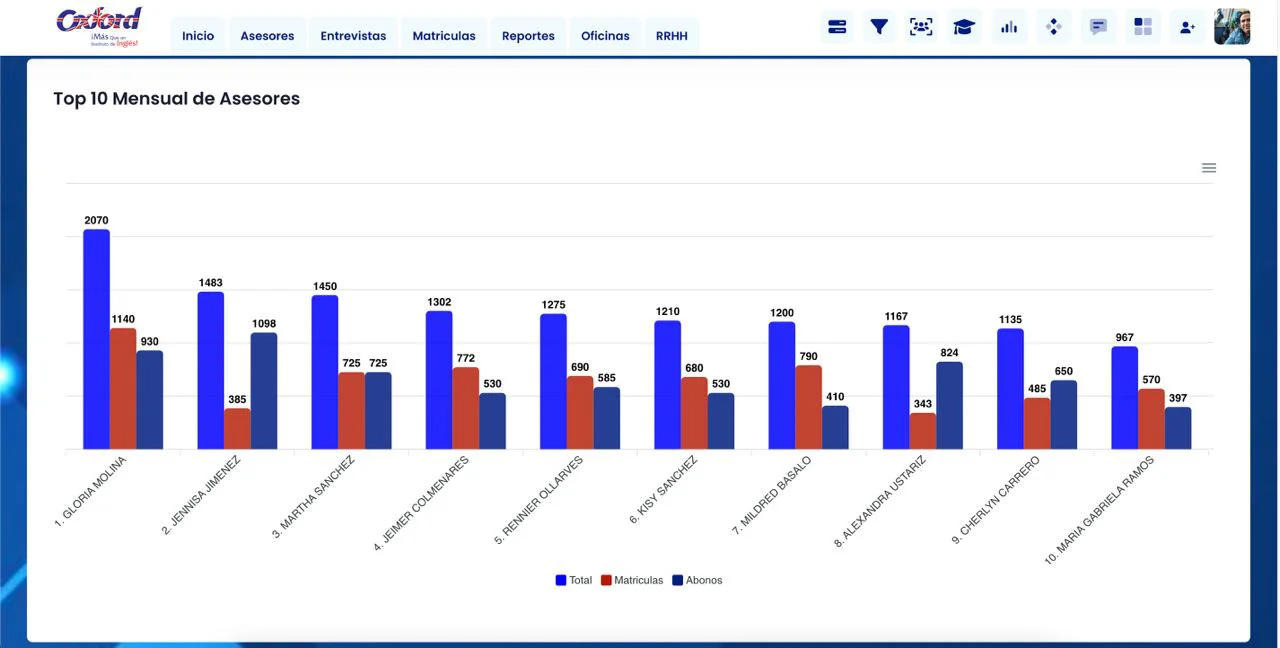 Oxford
¡Más Que un
Instituto de Inglés!
Inicio Asesores Entrevistas Matriculas Reportes Oficinas RRHH
Top 10 Mensual de Asesores
2070 1140 930
1483 385 1098
1450 725 725
1302 772 530
1275 690 585
1210 680 530
1200 790 410
1167 343 824
1135 485 650
967 570 397
1. GLORIA MOLINA
2. JENNISA JIMENEZ
3. MARTHA SANCHEZ
4. JEIMER COLMENARES
5. RENNIER OLLARVES
6. KISY SANCHEZ
7. MILDRED BASALO
8. ALEXANDRA USTARIZ
9. CHERLYN CARRERO
10. MARIA GABRIELA RAMOS
Total Matriculas Abonos